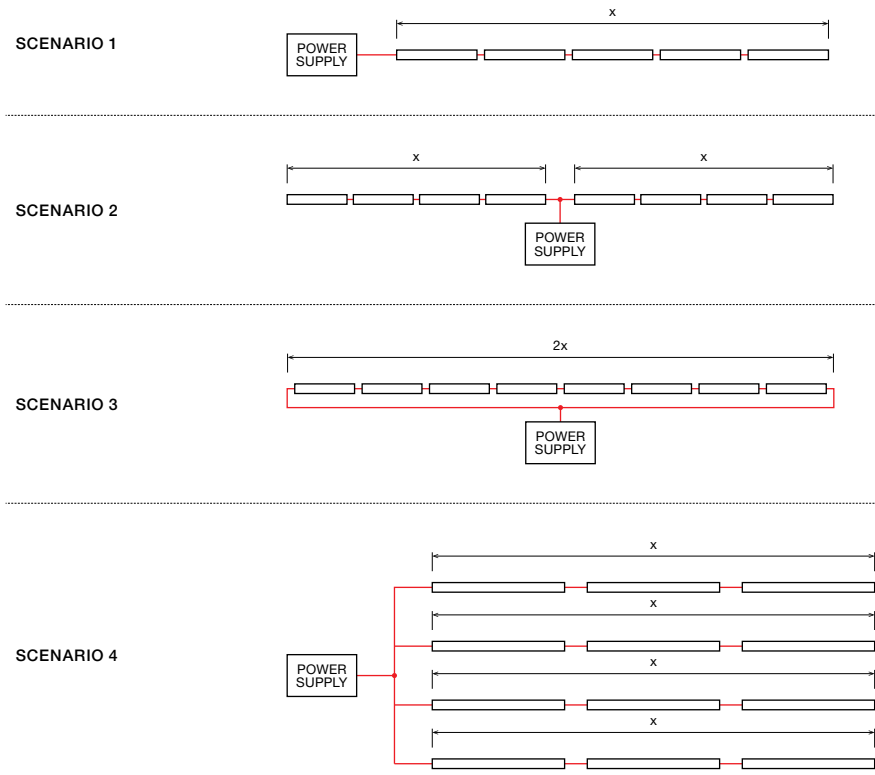 x
SCENARIO 1
POWER
SUPPLY
x x
SCENARIO 2
POWER
SUPPLY
2x
SCENARIO 3
POWER
SUPPLY
x
x
SCENARIO 4
POWER
SUPPLY
x
x